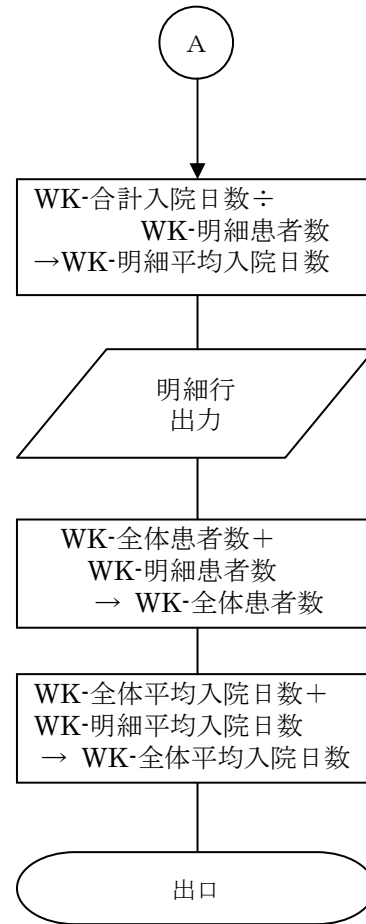 A
WK-合計入院日数÷
WK-明細患者数
→WK-明細平均入院日数
明細行
出力
WK-全体患者数＋
WK-明細患者数
→ WK-全体患者数
WK-全体平均入院日数＋
WK-明細平均入院日数
→ WK-全体平均入院日数
出口